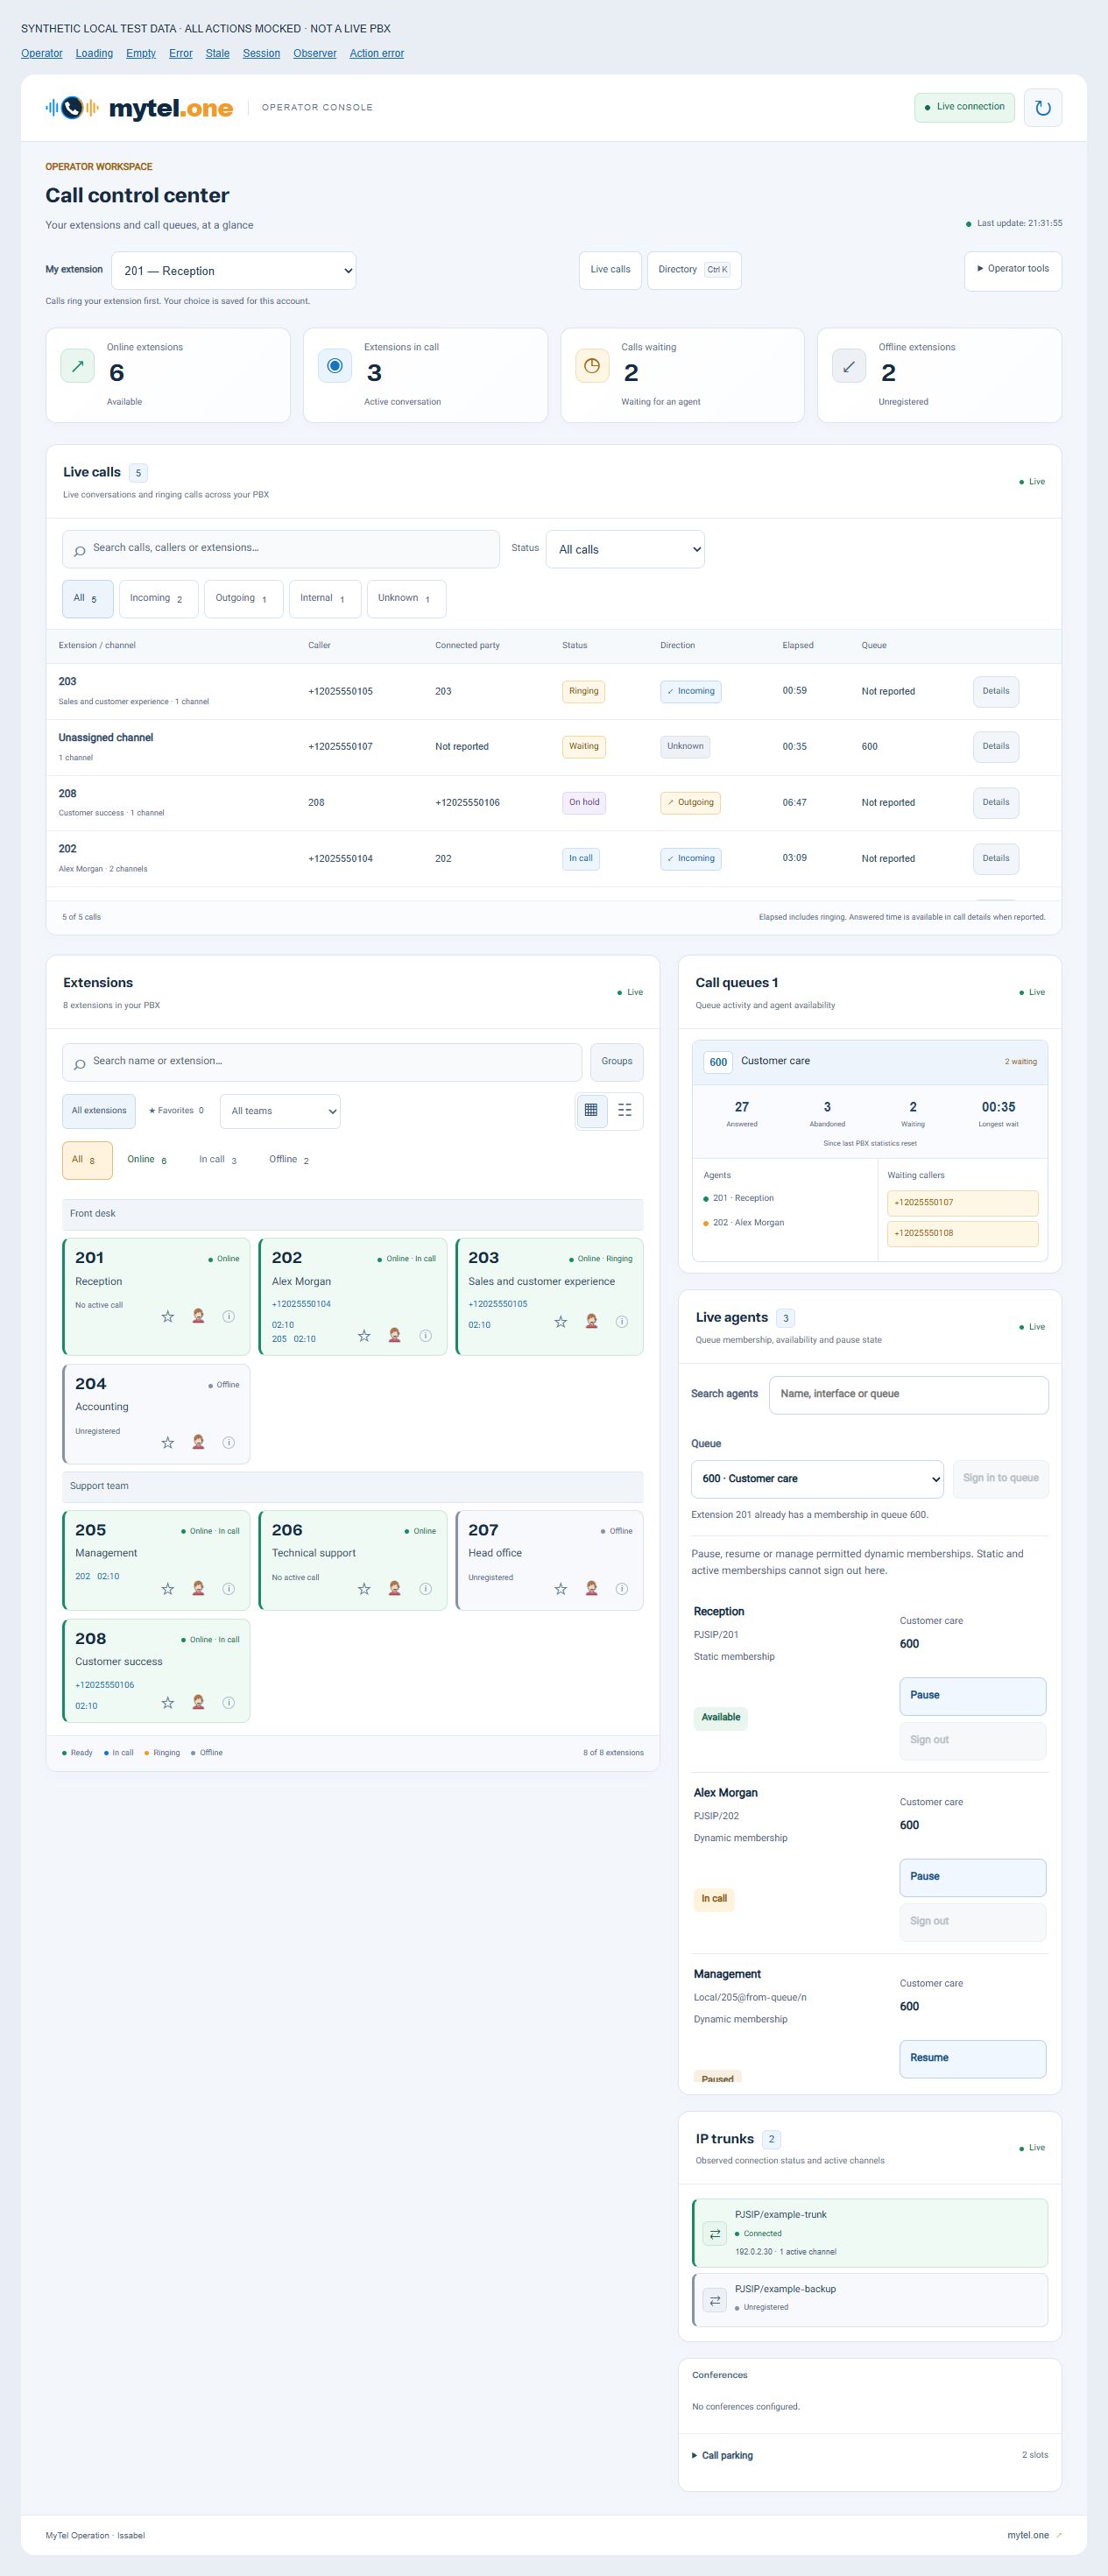 SYNTHETIC LOCAL TEST DATA · ALL ACTIONS MOCKED · NOT A LIVE PBX
Operator Loading Empty Error Stale Session Observer Action error
mytel.one OPERATOR CONSOLE
Live connection
OPERATOR WORKSPACE
Call control center
Your extensions and call queues, at a glance
Last update: 21:31:55
My extension 201 — Reception
Live calls
Directory Ctrl K
Operator tools
Calls ring your extension first. Your choice is saved for this account.
Online extensions
6
Available
Extensions in call
3
Active conversation
Calls waiting
2
Waiting for an agent
Offline extensions
2
Unregistered
Live calls 5
Live conversations and ringing calls across your PBX
Live
Search calls, callers or extensions...
Status All calls
All 5 Incoming 2 Outgoing 1 Internal 1 Unknown 1
Extension / channel Caller Connected party Status Direction Elapsed Queue
203
Sales and customer experience · 1 channel
+12025550105 203 Ringing ↙ Incoming 00:59 Not reported Details
Unassigned channel
1 channel
+12025550107 Not reported Waiting Unknown 00:35 600 Details
208
Customer success · 1 channel
208 +12025550106 On hold ↗ Outgoing 06:47 Not reported Details
202
Alex Morgan · 2 channels
+12025550104 202 In call ↙ Incoming 03:09 Not reported Details
5 of 5 calls
Elapsed includes ringing. Answered time is available in call details when reported.
Extensions
8 extensions in your PBX
Live
Search name or extension...
Groups
All extensions ★ Favorites 0 All teams
All 8 Online 6 In call 3 Offline 2
Front desk
201 Online
Reception
No active call
202 Online · In call
Alex Morgan
+12025550104
02:10
205 02:10
203 Online · Ringing
Sales and customer experience
+12025550105
02:10
204 Offline
Accounting
Unregistered
Support team
205 Online · In call
Management
202 02:10
206 Online
Technical support
No active call
207 Offline
Head office
Unregistered
208 Online · In call
Customer success
+12025550106
02:10
Ready In call Ringing Offline
8 of 8 extensions
Call queues 1
Queue activity and agent availability
Live
600 Customer care 2 waiting
27 3 2 00:35
Answered Abandoned Waiting Longest wait
Since last PBX statistics reset
Agents
201 · Reception
202 · Alex Morgan
Waiting callers
+12025550107
+12025550108
Live agents 3
Queue membership, availability and pause state
Live
Search agents Name, interface or queue
Queue
600 · Customer care
Sign in to queue
Extension 201 already has a membership in queue 600.
Pause, resume or manage permitted dynamic memberships. Static and
active memberships cannot sign out here.
Reception
PJSIP/201
Static membership
Customer care
600
Available
Pause
Sign out
Alex Morgan
PJSIP/202
Dynamic membership
Customer care
600
In call
Pause
Sign out
Management
Local/205@from-queue/n
Dynamic membership
Customer care
600
Resume
Paused
IP trunks 2
Observed connection status and active channels
Live
PJSIP/example-trunk
Connected
192.0.2.30 · 1 active channel
PJSIP/example-backup
Unregistered
Conferences
No conferences configured.
Call parking 2 slots
MyTel Operation · Issabel
mytel.one ↗